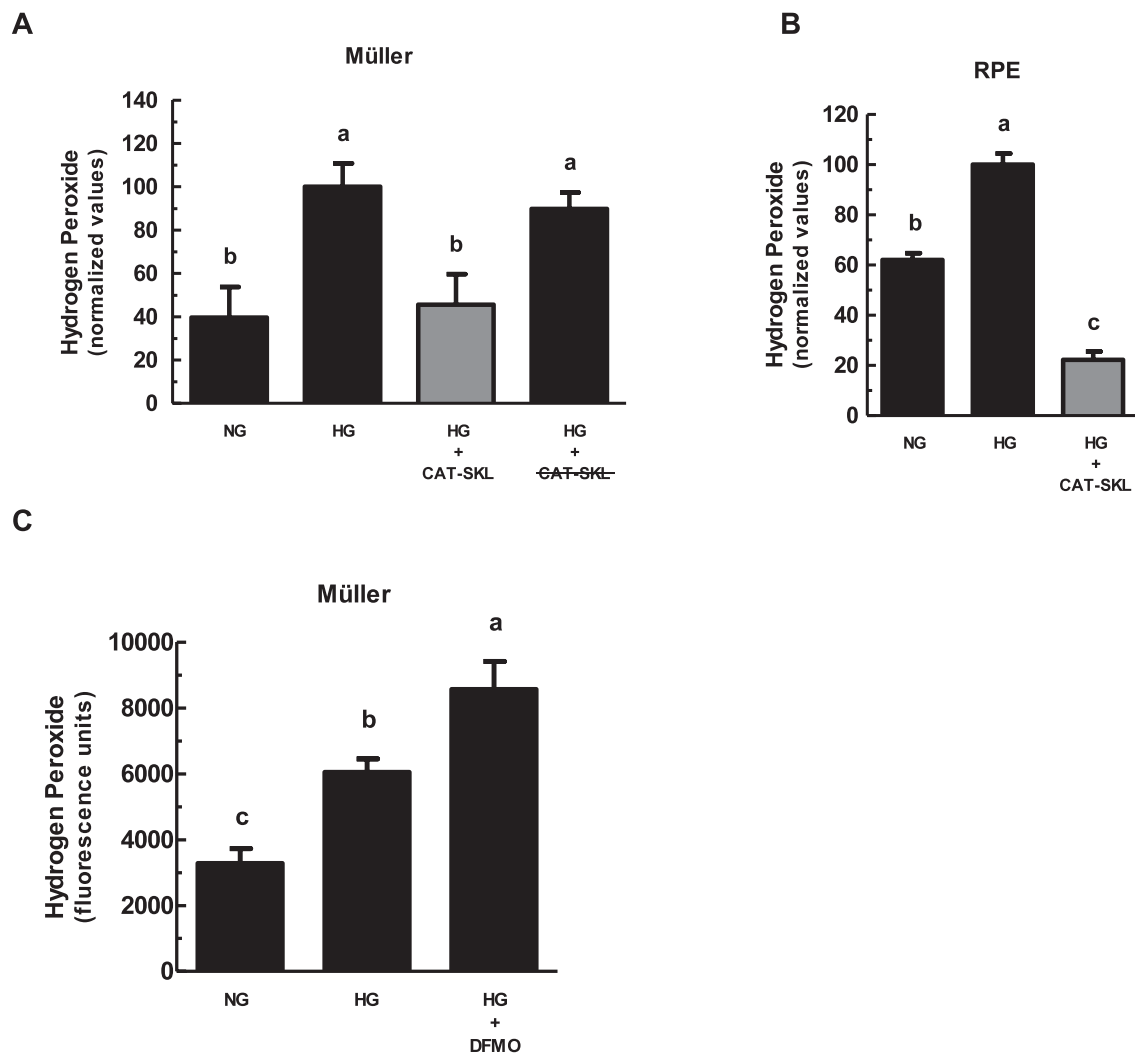 A
Müller
Hydrogen Peroxide
(normalized values)
140
120
100
80
60
40
20
0
b
a
b
a
NG
HG
HG
+
CAT-SKL
HG
+
CAT-SKL
B
RPE
Hydrogen Peroxide
(normalized values)
120
100
80
60
40
20
0
b
a
c
NG
HG
HG
+
CAT-SKL
C
Müller
Hydrogen Peroxide
(fluorescence units)
10000
8000
6000
4000
2000
0
c
b
a
NG
HG
HG
+
DFMO